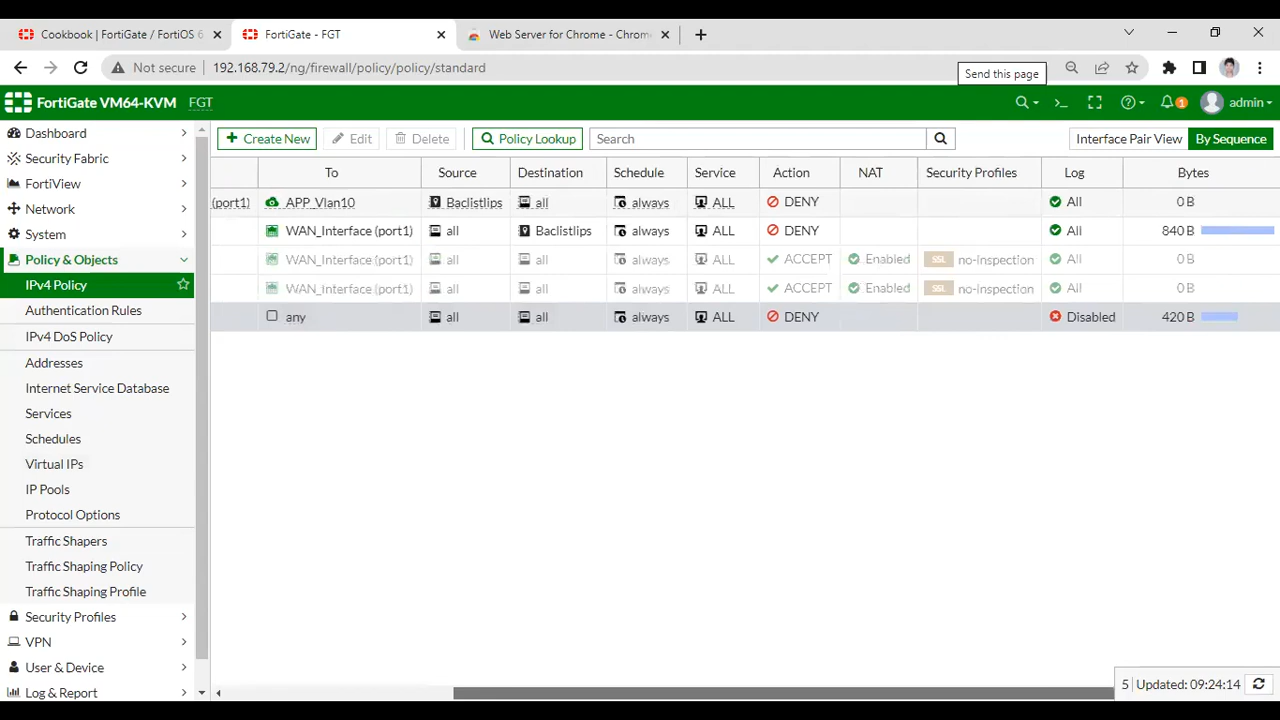 Cookbook | FortiGate / FortiOS 6
FortiGate - FGT
Web Server for Chrome - Chrom
Not secure
192.168.79.2/ng/firewall/policy/policy/standard
Send this page
FortiGate VM64-KVM
FGT
1
admin
Dashboard
Security Fabric
FortiView
Network
System
Policy & Objects
IPv4 Policy
Authentication Rules
IPv4 DoS Policy
Addresses
Internet Service Database
Services
Schedules
Virtual IPs
IP Pools
Protocol Options
Traffic Shapers
Traffic Shaping Policy
Traffic Shaping Profile
Security Profiles
VPN
User & Device
Log & Report
Create New
Edit
Delete
Policy Lookup
Search
Interface Pair View
By Sequence
To Source Destination Schedule Service Action NAT Security Profiles Log Bytes
(port1) APP_Vlan10 Baclistlips all always ALL DENY All 0 B
WAN_Interface (port1) all Baclistlips always ALL DENY All 840 B
WAN_Interface (port1) all all always ALL ACCEPT Enabled SSL no-inspection All 0 B
WAN_Interface (port1) all all always ALL ACCEPT Enabled SSL no-inspection All 0 B
any all all always ALL DENY Disabled 420 B
5 Updated: 09:24:14